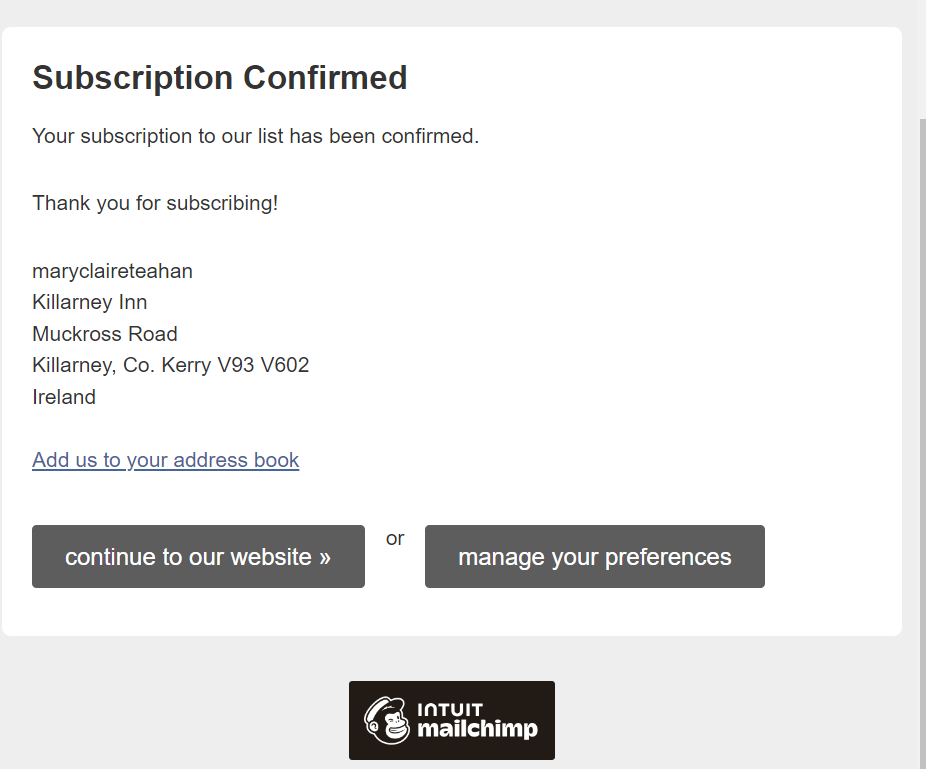 Subscription Confirmed
Your subscription to our list has been confirmed.
Thank you for subscribing!
maryclaireteahan
Killarney Inn
Muckross Road
Killarney, Co. Kerry V93 V602
Ireland
Add us to your address book
continue to our website »
or
manage your preferences
INTUIT
mailchimp